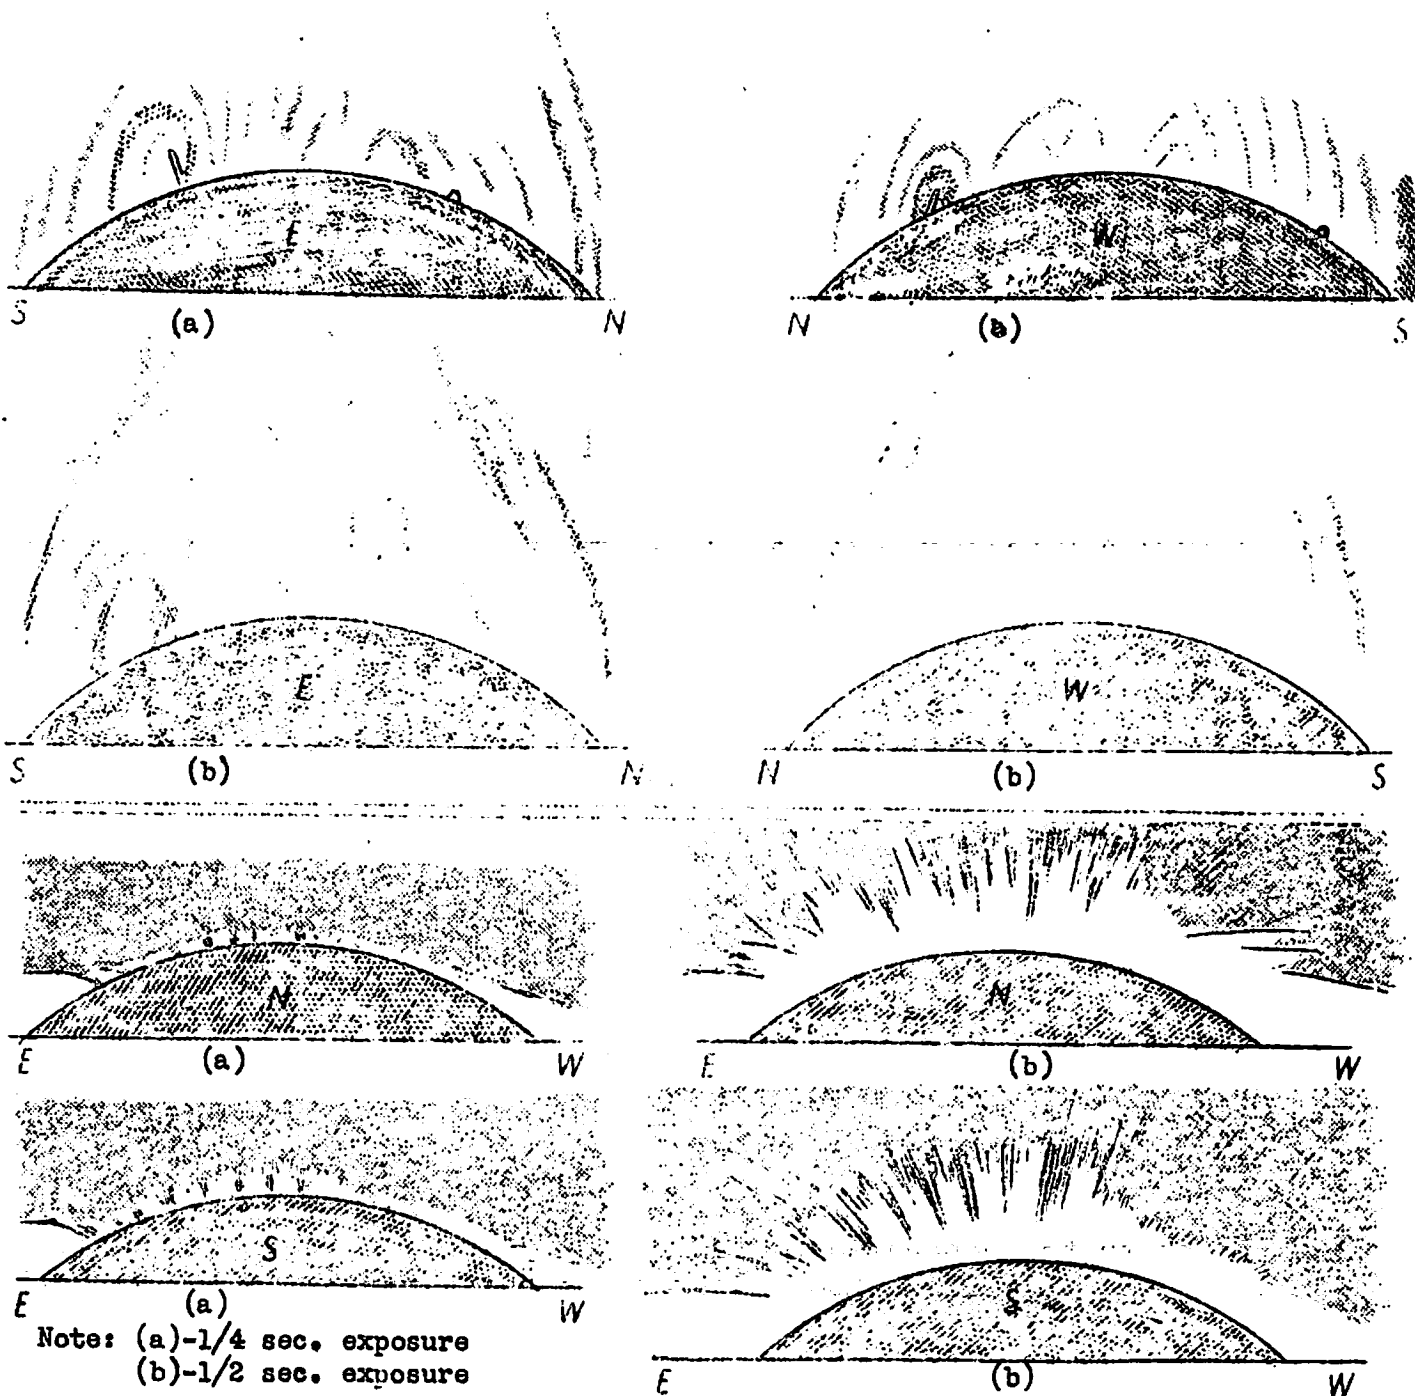 E
W
S (a) N
N (a) S
E
W
S (b) N
N (b) S
N
N
E (a) W
E (b) W
S
S
E (a) W
E (b) W
Note: (a)-1/4 sec. exposure
(b)-1/2 sec. exposure